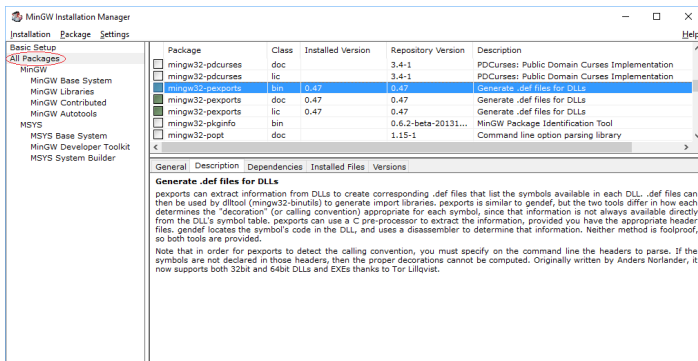 MinGW Installation Manager
Installation Package Settings Help
Basic Setup
All Packages
MinGW
MinGW Base System
MinGW Libraries
MinGW Contributed
MinGW Autotools
MSYS
MSYS Base System
MinGW Developer Toolkit
MSYS System Builder
Package Class Installed Version Repository Version Description
mingw32-pdcurses doc 3.4-1 PDCurses: Public Domain Curses Implementation
mingw32-pdcurses lic 3.4-1 PDCurses: Public Domain Curses Implementation
mingw32-pexports bin 0.47 0.47 Generate .def files for DLLs
mingw32-pexports doc 0.47 0.47 Generate .def files for DLLs
mingw32-pexports lic 0.47 0.47 Generate .def files for DLLs
mingw32-pkginfo bin 0.6.2-beta-20131... MinGW Package Identification Tool
mingw32-popt doc 1.15-1 Command line option parsing library
General Description Dependencies Installed Files Versions
Generate .def files for DLLs
pexports can extract information from DLLs to create corresponding .def files that list the symbols available in each DLL. .def files can
then be used by dlltool (mingw32-binutils) to generate import libraries. pexports is similar to gendef, but the two tools differ in how each
determines the "decoration" (or calling convention) appropriate for each symbol, since that information is not always available directly
from the DLL's symbol table. pexports can use a C pre-processor to extract the information, provided you have the appropriate header
files. gendef locates the symbol's code in the DLL, and uses a disassembler to determine that information. Neither method is foolproof,
so both tools are provided.
Note that in order for pexports to detect the calling convention, you must specify on the command line the headers to parse. If the
symbols are not declared in those headers, then the proper decorations cannot be computed. Originally written by Anders Norlander, it
now supports both 32bit and 64bit DLLs and EXEs thanks to Tor Lillqvist.